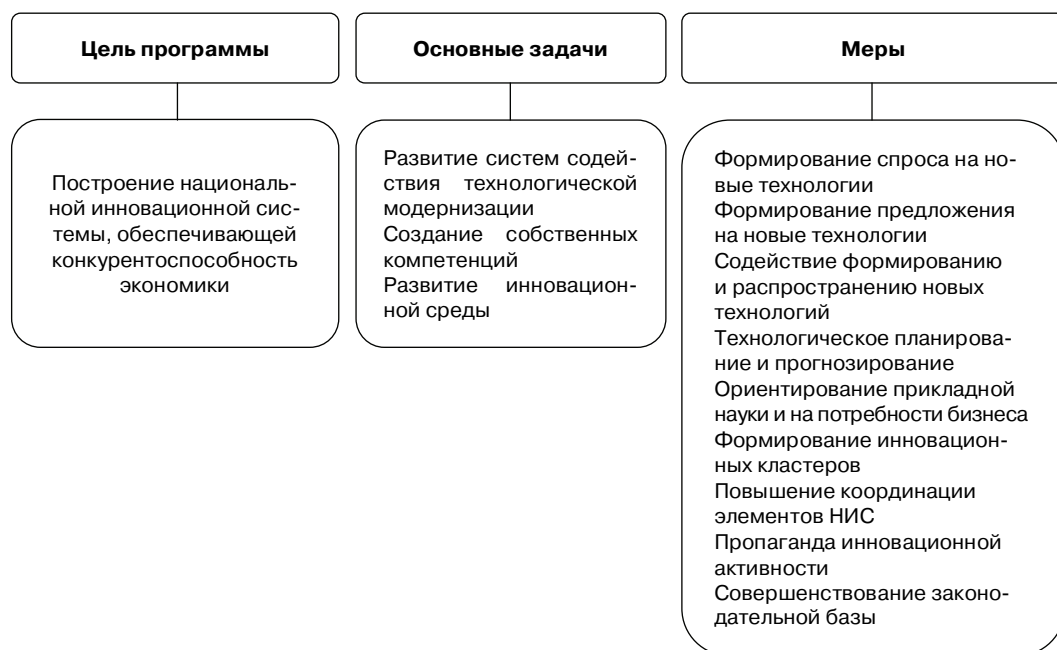 Цель программы
Построение националь-
ной инновационной сис-
темы, обеспечивающей
конкурентоспособность
экономики
Основные задачи
Развитие систем содей-
ствия технологической
модернизации
Создание собственных
компетенций
Развитие инновацион-
ной среды
Меры
Формирование спроса на но-
вые технологии
Формирование предложения
на новые технологии
Содействие формированию
и распространению новых
технологий
Технологическое планирова-
ние и прогнозирование
Ориентирование прикладной
науки и на потребности бизнеса
Формирование инновацион-
ных кластеров
Повышение координации
элементов НИС
Пропаганда инновационной
активности
Совершенствование законо-
дательной базы